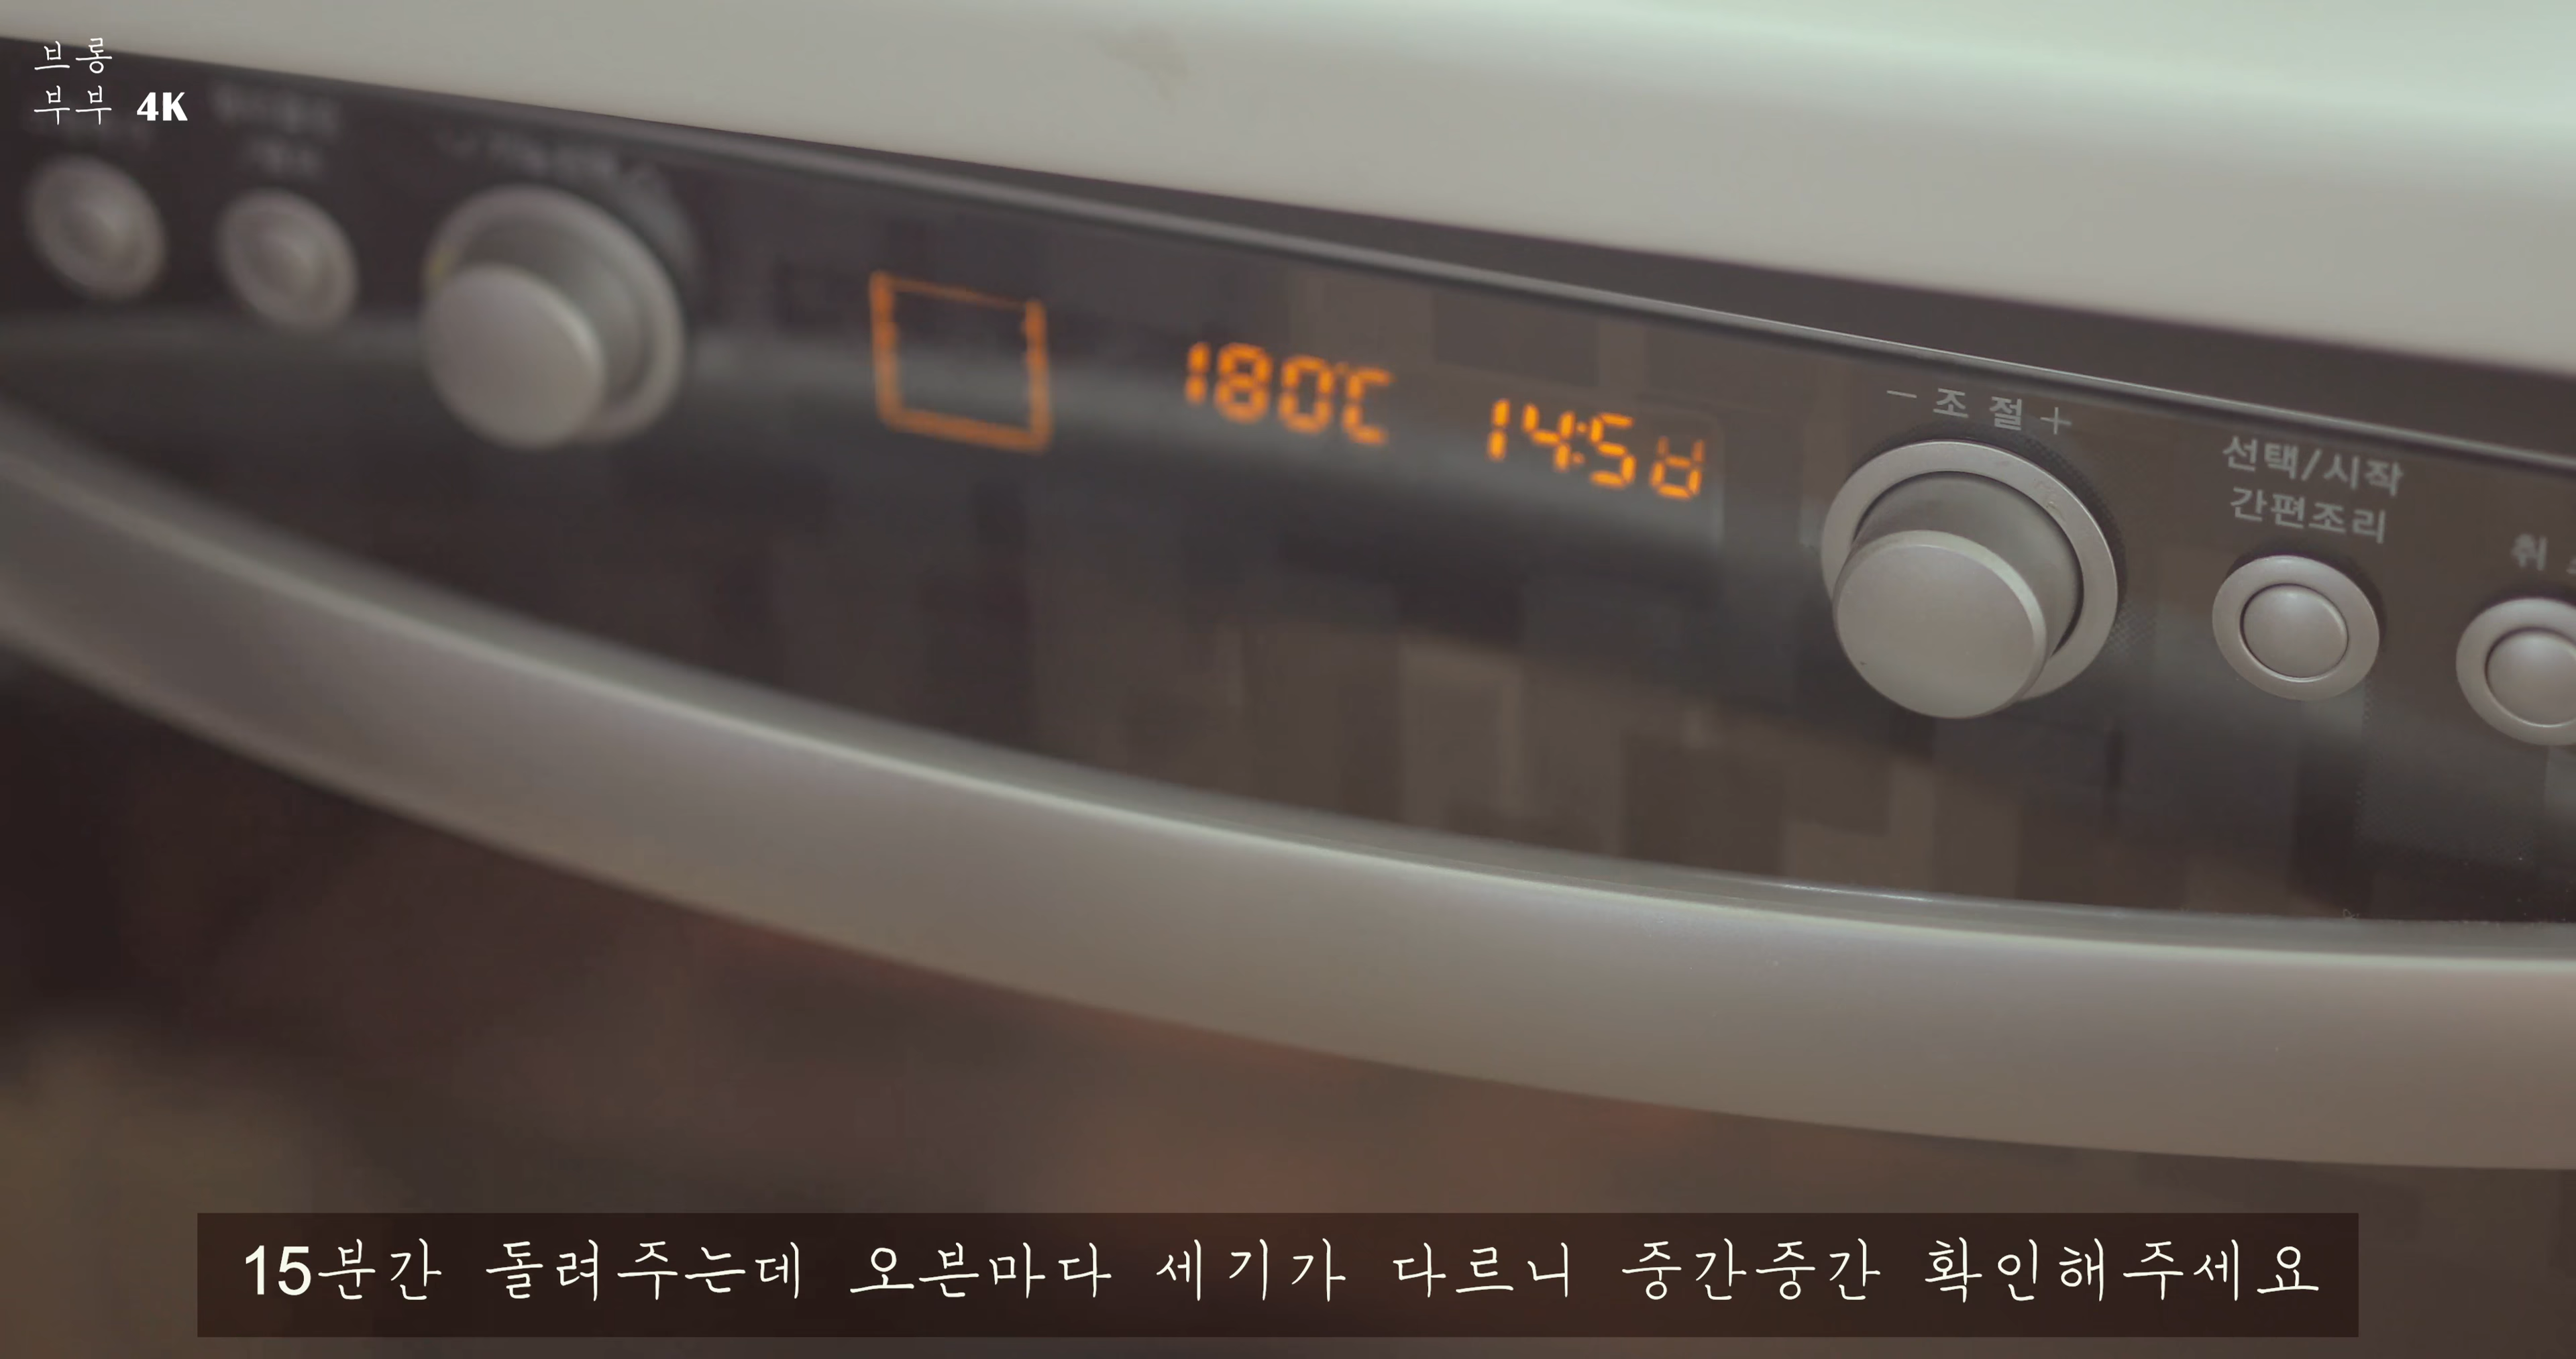 브롱
부부 4K
180℃
14:5
- 조 절 +
선택/시작
간편조리
15분간 돌려주는데 오븐마다 세기가 다르니 중간중간 확인해주세요